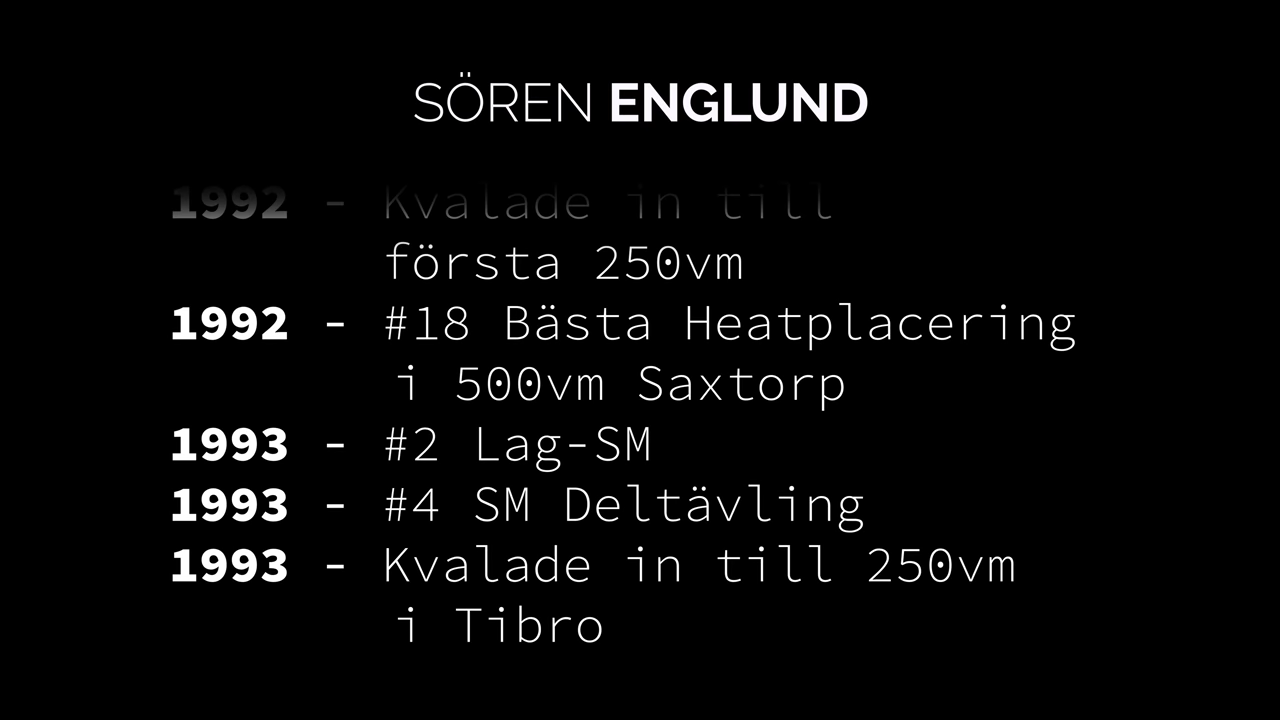 SÖREN ENGLUND
1992 - Kvalade in till
första 250vm
1992 - #18 Bästa Heatplacering
i 500vm Saxtorp
1993 - #2 Lag-SM
1993 - #4 SM Deltävling
1993 - Kvalade in till 250vm
i Tibro